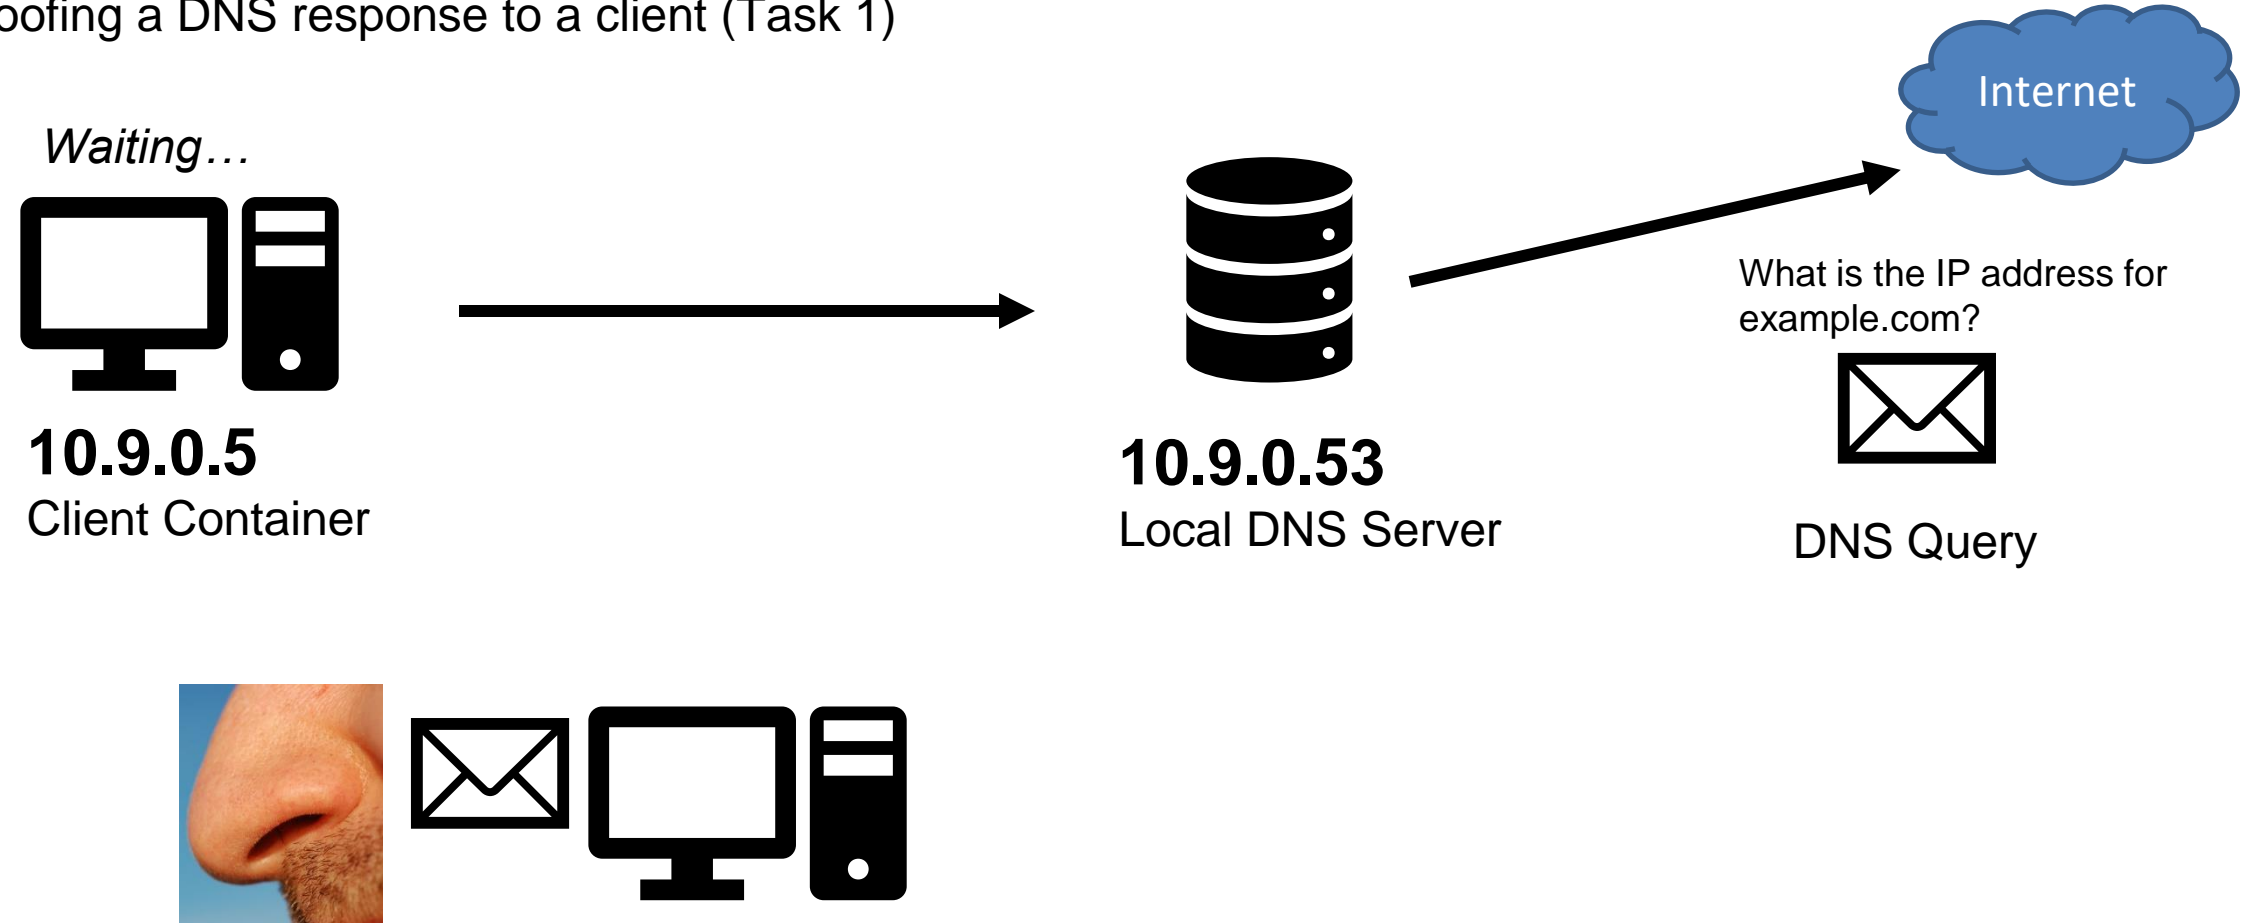 oofing a DNS response to a client (Task 1)
Internet
Waiting…
What is the IP address for
example.com?
10.9.0.5
Client Container
10.9.0.53
Local DNS Server
DNS Query